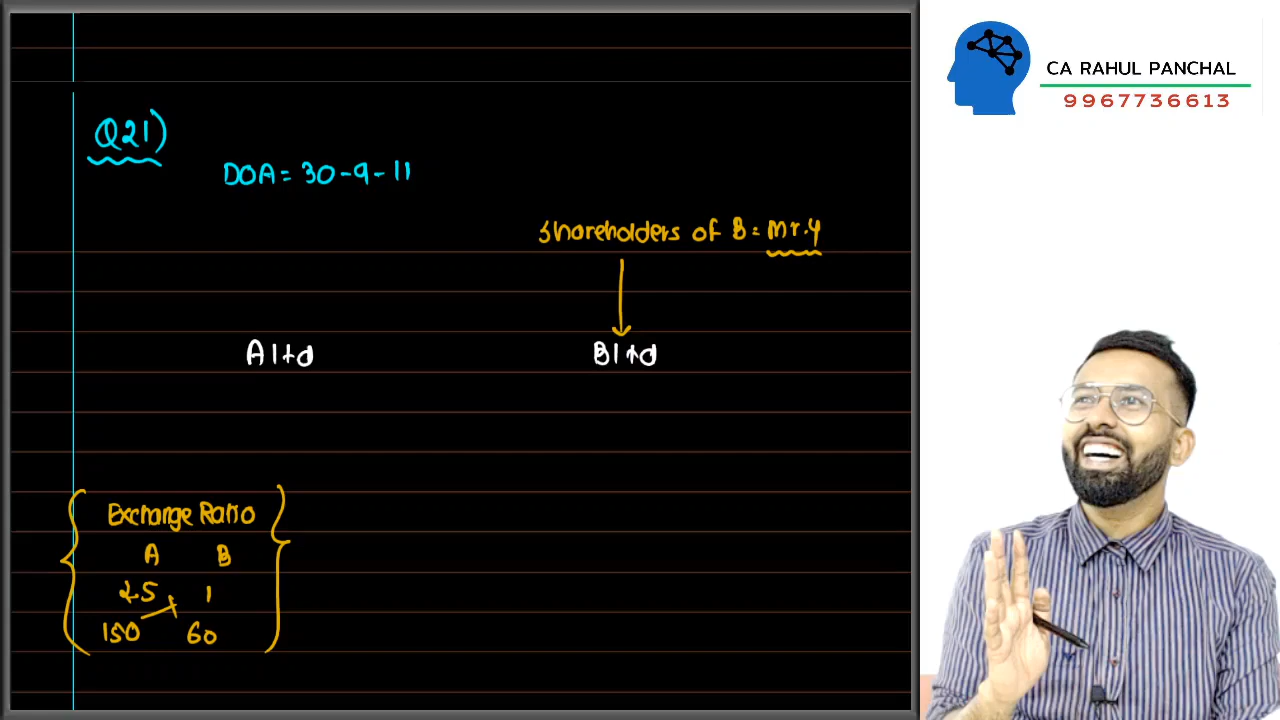 CA RAHUL PANCHAL
9967736613
Q21)
DOA = 30-9-11
Shareholders of B = Mr. Y
A ltd
B ltd
Exchange Ratio
A B
2.5 1
150 60